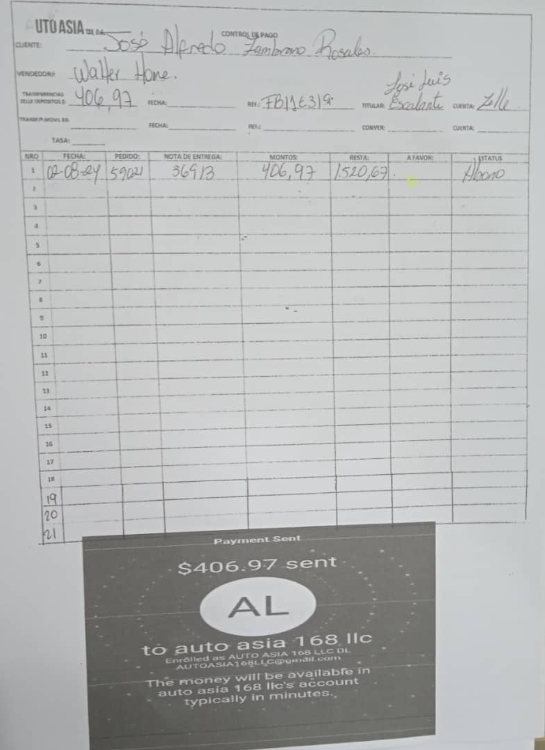 UTO ASIA
CONTROL DE PAGO
CLIENTE: José Alfredo Zambrano Rosales.
VENDEDOR: Walter Hone.
TRANSFERENCIAS 406,97 FECHA: REF.: TITULAR: José Luis Escalante CUENTA: Zelle
TRANSF/P.MOVIL BS. FECHA: REF.: CONVER: CUENTA:
TASA:
NRO FECHA: PEDIDO: NOTA DE ENTREGA: MONTOS: RESTA: A FAVOR: ESTATUS
1 02-08-24 59021 36913 406,97 1.520,67. Abono
2
3
4
5
6
7
8
9
10
11
12
13
14
15
16
17
18
19
20
21
Payment Sent
$406.97 sent
AL
to auto asia 168 llc
Enrolled as AUTO ASIA 168 LLC DL
AUTOASIA168LLC@gmail.com
The money will be available in
auto asia 168 llc's account
typically in minutes.